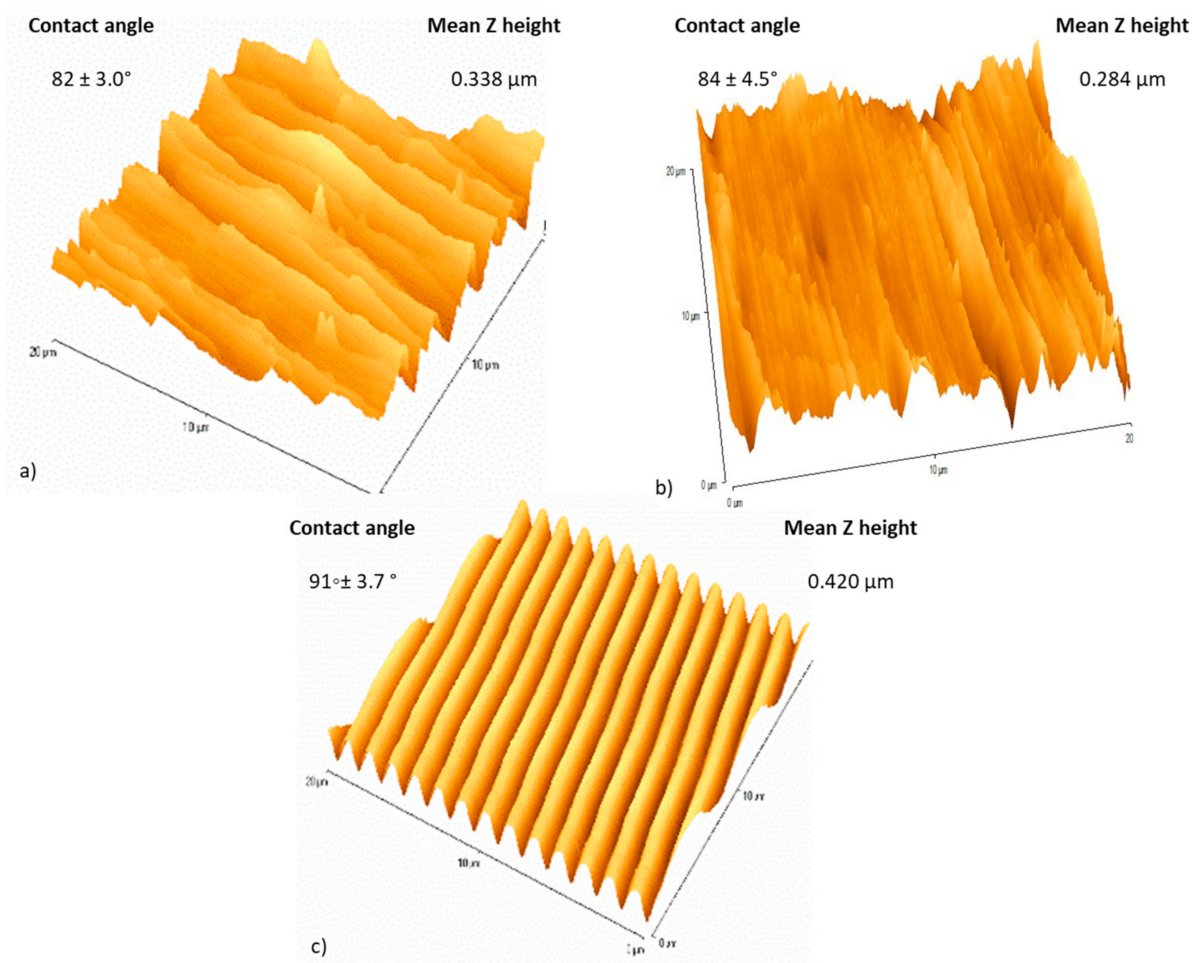 Contact angle
Mean Z height
82 ± 3.0°
0.338 µm
20 µm
10 µm
10 µm
a)
Contact angle
Mean Z height
84 ± 4.5°
0.284 µm
20 µm
10 µm
0 µm
0 µm
10 µm
20
b)
Contact angle
Mean Z height
91◦± 3.7 °
0.420 µm
20 µm
10 µm
0 µm
0 µm
10 µm
c)